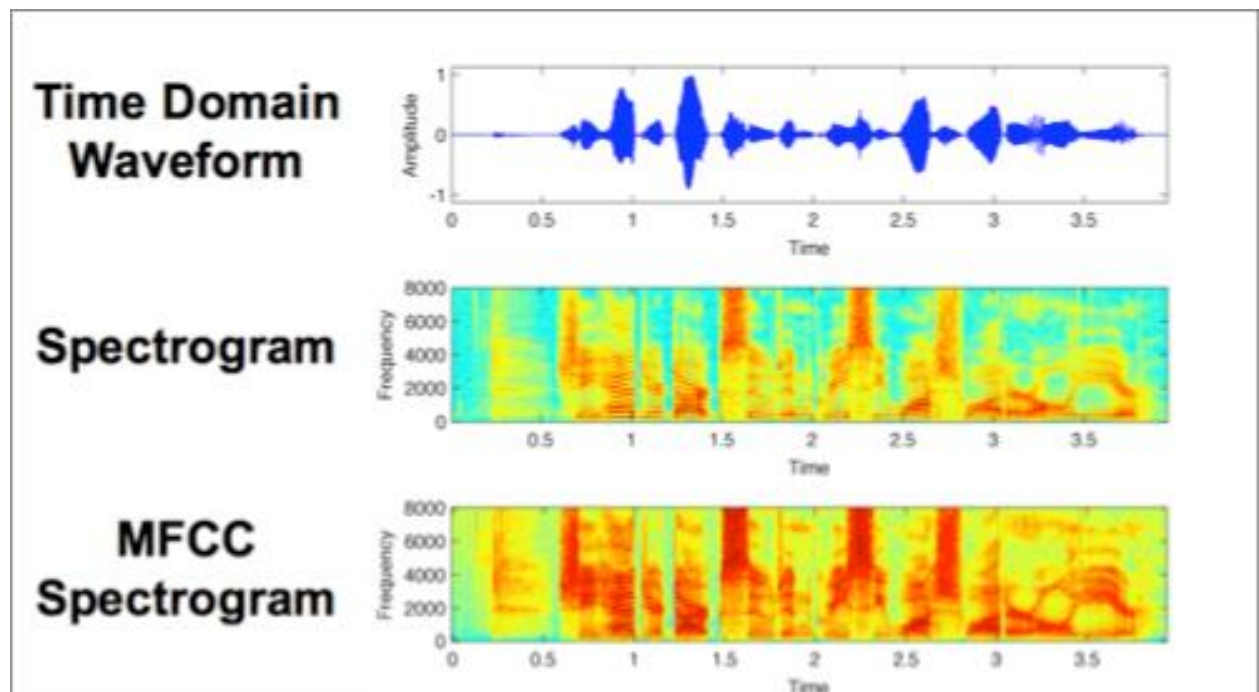 Time Domain
Waveform
Amplitude
1
0
-1
0 0.5 1 1.5 2 2.5 3 3.5
Time
Spectrogram
Frequency
8000
6000
4000
2000
0
0.5 1 1.5 2 2.5 3 3.5
Time
MFCC
Spectrogram
Frequency
8000
6000
4000
2000
0
0 0.5 1 1.5 2 2.5 3 3.5
Time